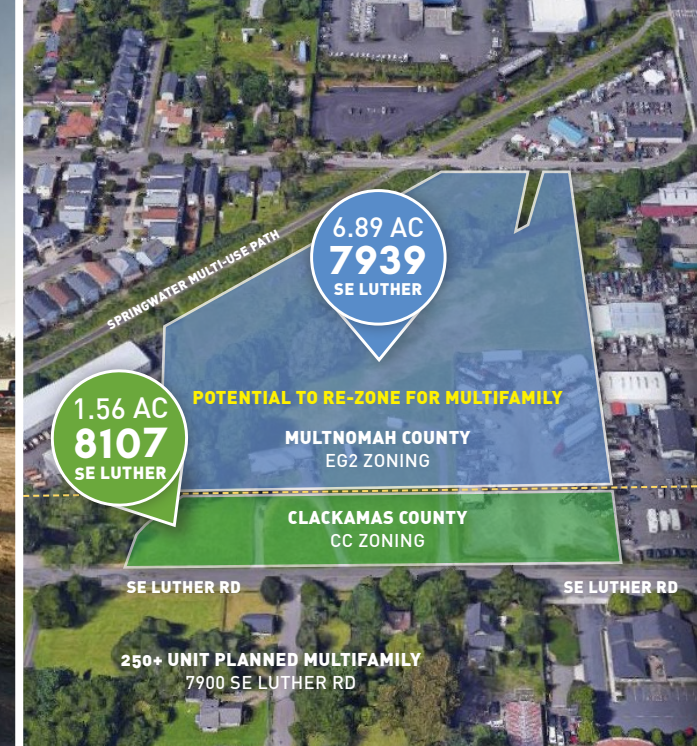 6.89 AC
7939
SE LUTHER
SPRINGWATER MULTI-USE PATH
1.56 AC
8107
SE LUTHER
POTENTIAL TO RE-ZONE FOR MULTIFAMILY
MULTNOMAH COUNTY
EG2 ZONING
CLACKAMAS COUNTY
CC ZONING
SE LUTHER RD
SE LUTHER RD
250+ UNIT PLANNED MULTIFAMILY
7900 SE LUTHER RD